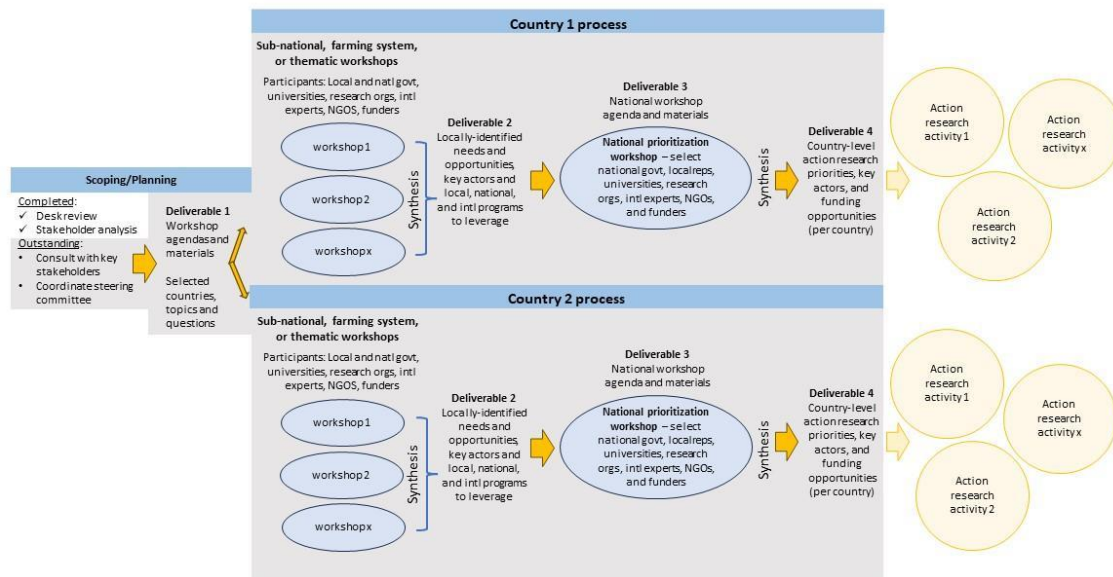 Scoping/Planning
Completed:
✓ Desk review
✓ Stakeholder analysis
Outstanding:
• Consult with key
stakeholders
• Coordinate steering
committee
Deliverable 1
Workshop
agendas and
materials
Selected
countries,
topics and
questions
Country 1 process
Sub-national, farming system,
or thematic workshops
Participants: Local and natl govt,
universities, research orgs, intl
experts, NGOS, funders
workshop1
workshop2
workshopx
Synthesis
Deliverable 2
Locally-identified
needs and
opportunities,
key actors and
local, national,
and intl programs
to leverage
Deliverable 3
National workshop
agenda and materials
National prioritization
workshop – select
national govt, local reps,
universities, research
orgs, intl experts, NGOs,
and funders
Synthesis
Deliverable 4
Country-level
action research
priorities, key
actors, and
funding
opportunities
(per country)
Action
research
activity 1
Action
research
activity x
Action
research
activity 2
Country 2 process
Sub-national, farming system,
or thematic workshops
Participants: Local and natl govt,
universities, research orgs, intl
experts, NGOS, funders
workshop1
workshop2
workshopx
Synthesis
Deliverable 2
Locally-identified
needs and
opportunities,
key actors and
local, national,
and intl programs
to leverage
Deliverable 3
National workshop
agenda and materials
National prioritization
workshop – select
national govt, local reps,
universities, research
orgs, intl experts, NGOs,
and funders
Synthesis
Deliverable 4
Country-level
action research
priorities, key
actors, and
funding
opportunities
(per country)
Action
research
activity 1
Action
research
activity x
Action
research
activity 2